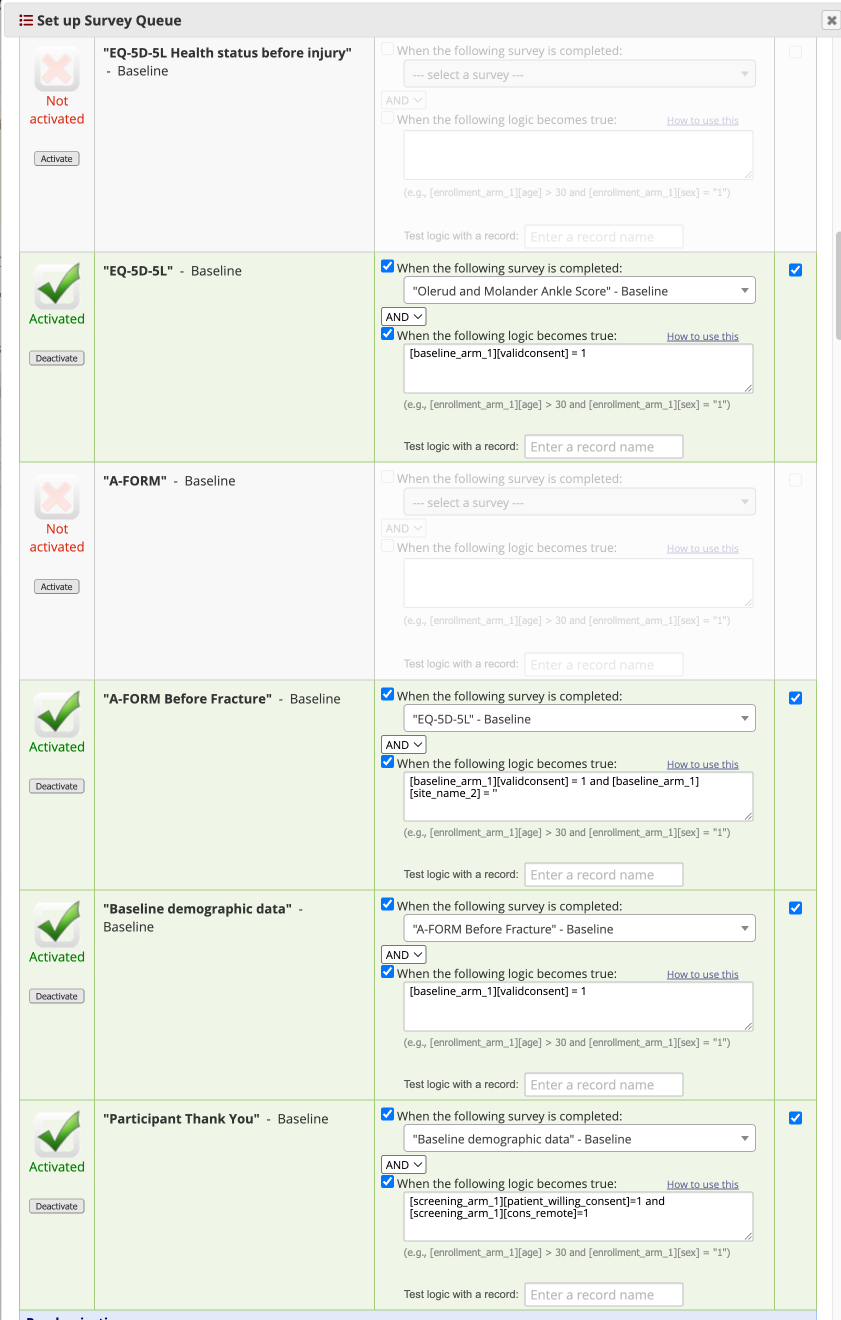 Set up Survey Queue
"EQ-5D-5L Health status before injury"
- Baseline
Not
activated
Activate
When the following survey is completed:
--- select a survey ---
AND
When the following logic becomes true: How to use this
(e.g., [enrollment_arm_1][age] > 30 and [enrollment_arm_1][sex] = "1")
Test logic with a record: Enter a record name
"EQ-5D-5L" - Baseline
Activated
Deactivate
When the following survey is completed:
"Olerud and Molander Ankle Score" - Baseline
AND
When the following logic becomes true: How to use this
[baseline_arm_1][validconsent] = 1
(e.g., [enrollment_arm_1][age] > 30 and [enrollment_arm_1][sex] = "1")
Test logic with a record: Enter a record name
"A-FORM" - Baseline
Not
activated
Activate
When the following survey is completed:
--- select a survey ---
AND
When the following logic becomes true: How to use this
(e.g., [enrollment_arm_1][age] > 30 and [enrollment_arm_1][sex] = "1")
Test logic with a record: Enter a record name
"A-FORM Before Fracture" - Baseline
Activated
Deactivate
When the following survey is completed:
"EQ-5D-5L" - Baseline
AND
When the following logic becomes true: How to use this
[baseline_arm_1][validconsent] = 1 and [baseline_arm_1]
[site_name_2] = ''
(e.g., [enrollment_arm_1][age] > 30 and [enrollment_arm_1][sex] = "1")
Test logic with a record: Enter a record name
"Baseline demographic data" -
Baseline
Activated
Deactivate
When the following survey is completed:
"A-FORM Before Fracture" - Baseline
AND
When the following logic becomes true: How to use this
[baseline_arm_1][validconsent] = 1
(e.g., [enrollment_arm_1][age] > 30 and [enrollment_arm_1][sex] = "1")
Test logic with a record: Enter a record name
"Participant Thank You" - Baseline
Activated
Deactivate
When the following survey is completed:
"Baseline demographic data" - Baseline
AND
When the following logic becomes true: How to use this
[screening_arm_1][patient_willing_consent]=1 and
[screening_arm_1][cons_remote]=1
(e.g., [enrollment_arm_1][age] > 30 and [enrollment_arm_1][sex] = "1")
Test logic with a record: Enter a record name